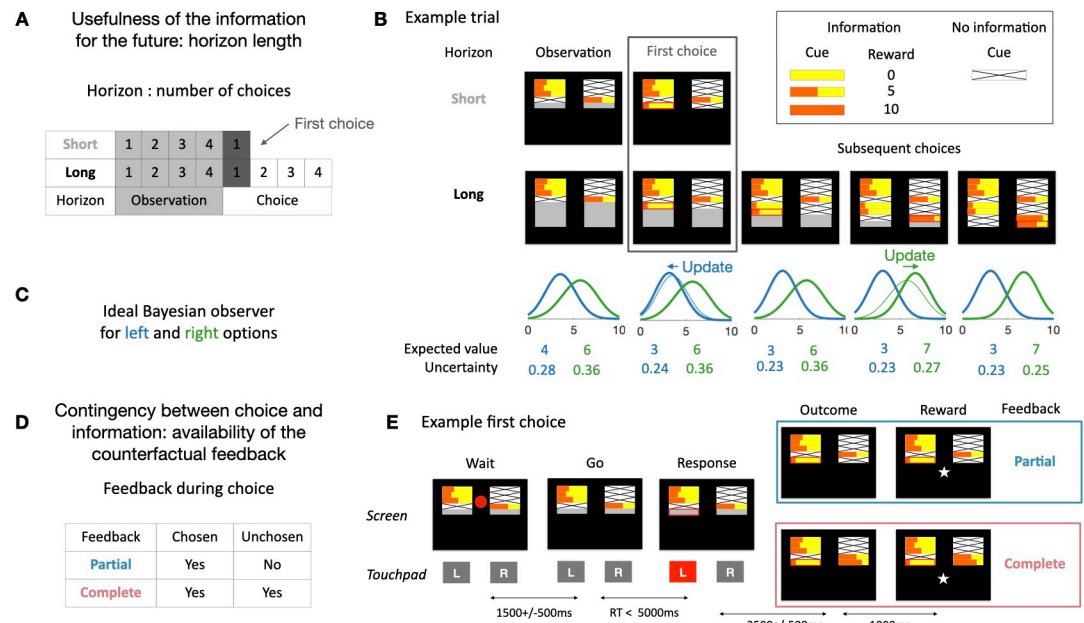 A
Usefulness of the information
for the future: horizon length
Horizon : number of choices
First choice
Short 1 2 3 4 1
Long 1 2 3 4 1 2 3 4
Horizon Observation Choice
B
Example trial
Horizon Observation First choice
Short
Long
Information No information
Cue Reward Cue
0
5
10
Subsequent choices
Update
Update
0 5 10 0 5 10 0 5 10 5 10 0 5 10
C
Ideal Bayesian observer
for left and right options
Expected value 4 6 3 6 3 6 3 7 3 7
Uncertainty 0.28 0.36 0.24 0.36 0.23 0.36 0.23 0.27 0.23 0.25
D
Contingency between choice and
information: availability of the
counterfactual feedback
Feedback during choice
Feedback Chosen Unchosen
Partial Yes No
Complete Yes Yes
E
Example first choice
Wait Go Response
Outcome Reward Feedback
Partial
Complete
Screen
Touchpad L R L R L R
1500+/-500ms RT < 5000ms